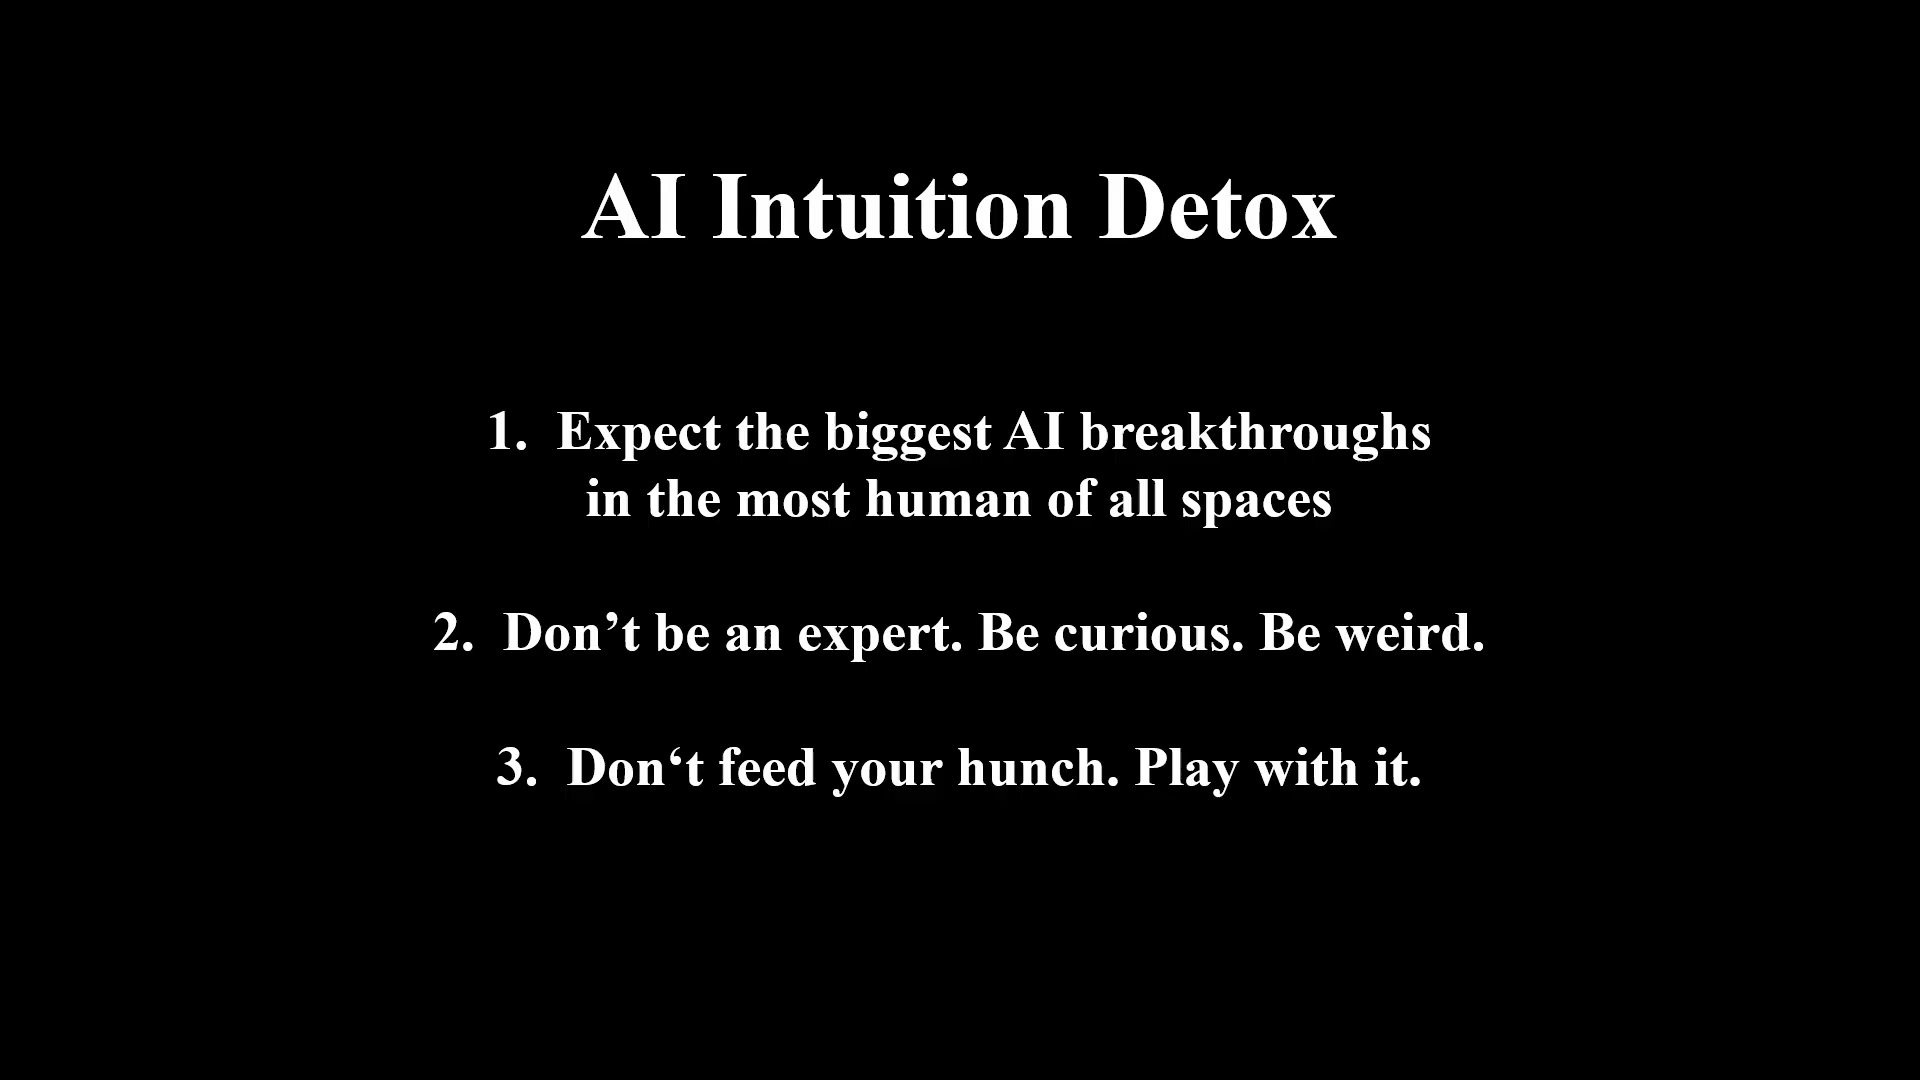 AI Intuition Detox
1. Expect the biggest AI breakthroughs
in the most human of all spaces
2. Don’t be an expert. Be curious. Be weird.
3. Don‘t feed your hunch. Play with it.